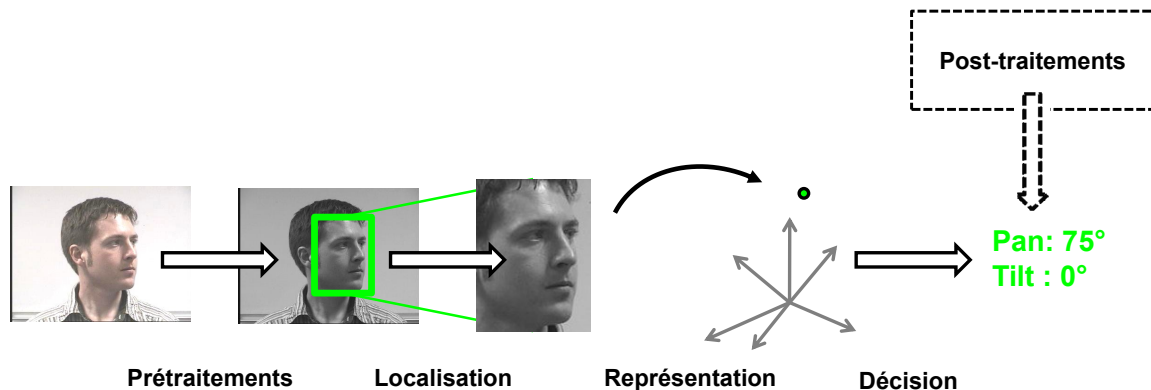 Post-traitements
Pan: 75°
Tilt : 0°
Prétraitements
Localisation
Représentation
Décision